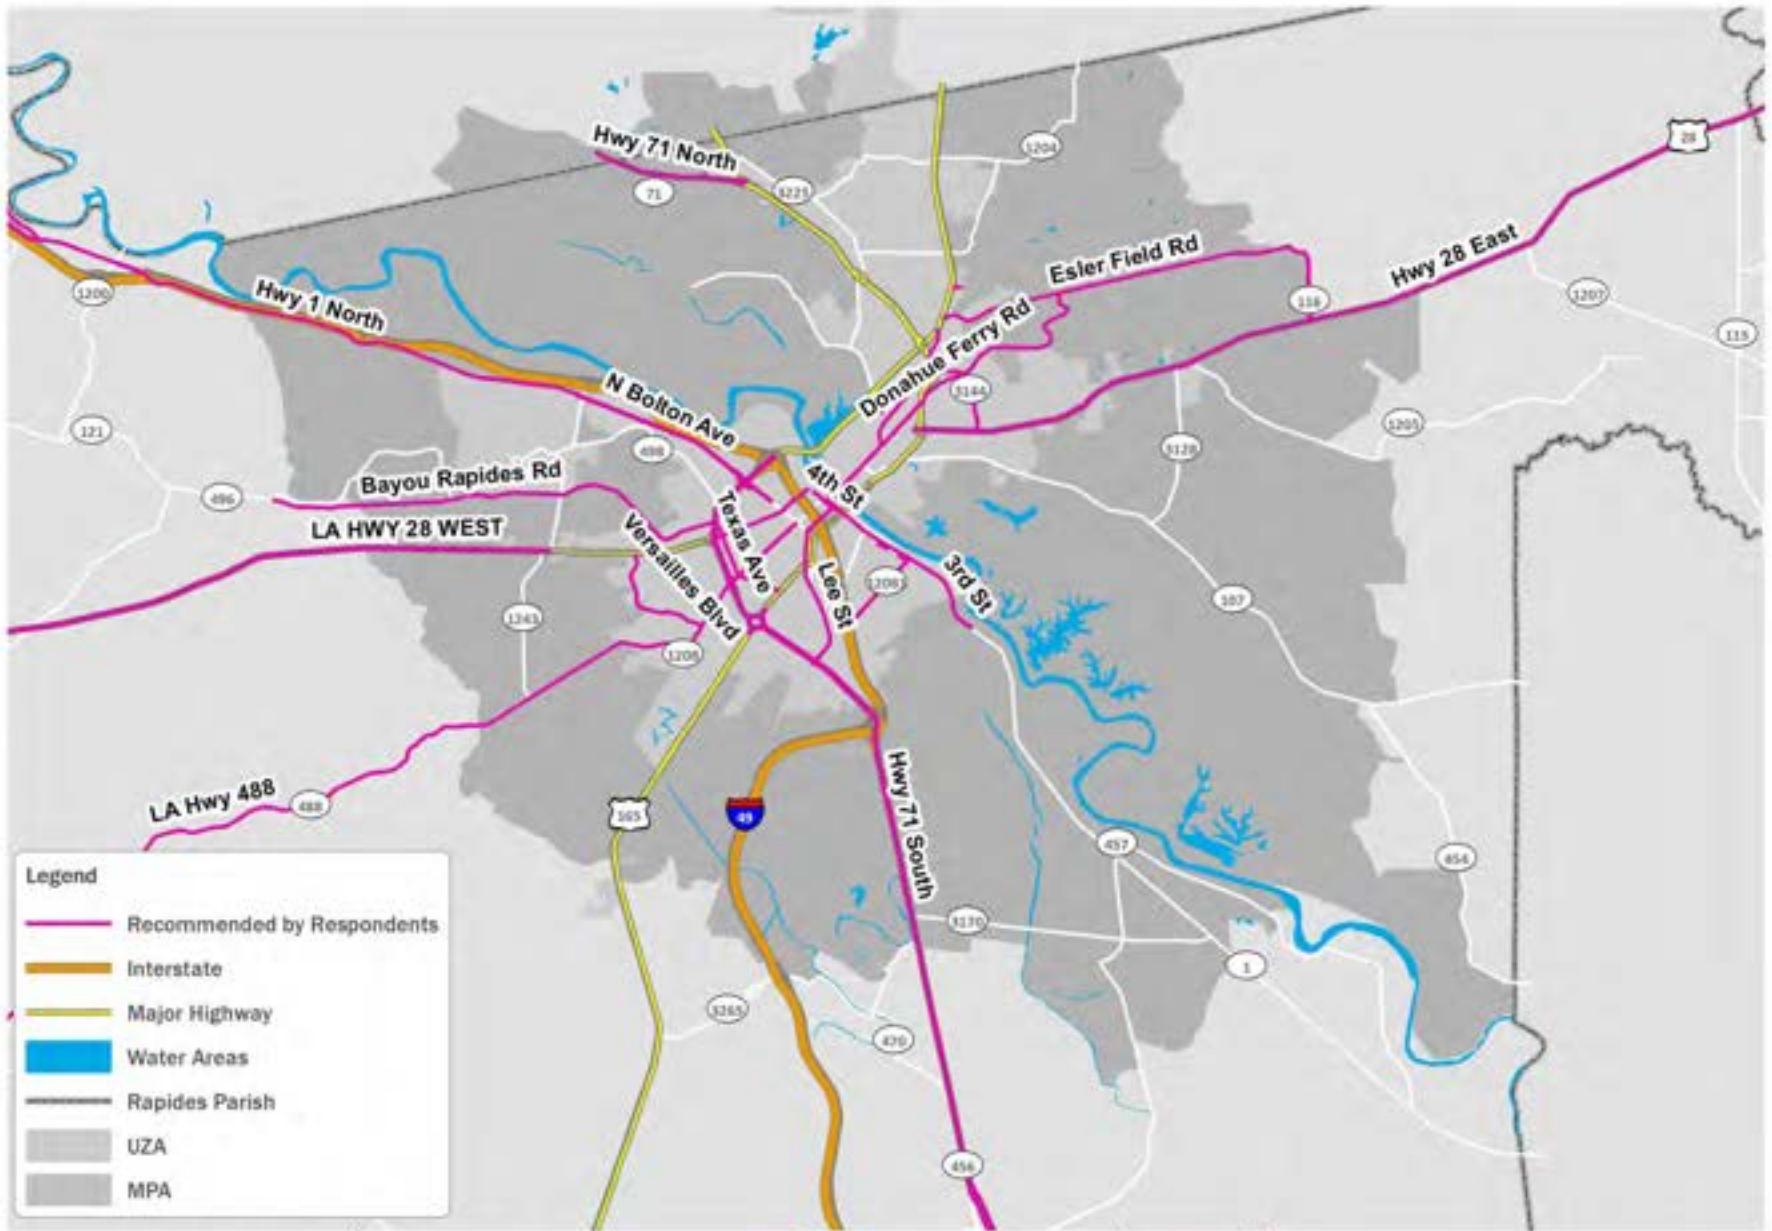 Hwy 71 North
71
3225
1204
28
Esler Field Rd
Hwy 28 East
116
1207
115
1200
Hwy 1 North
Donahue Ferry Rd
3144
N Bolton Ave
121
498
1205
3128
Bayou Rapides Rd
496
4th St
LA HWY 28 WEST
Texas Ave
Versailles Blvd
Lee St
3rd St
107
1243
1208
LA Hwy 488
488
165
49
Hwy 71 South
457
454
3170
1
3265
470
456
Legend
Recommended by Respondents
Interstate
Major Highway
Water Areas
Rapides Parish
UZA
MPA